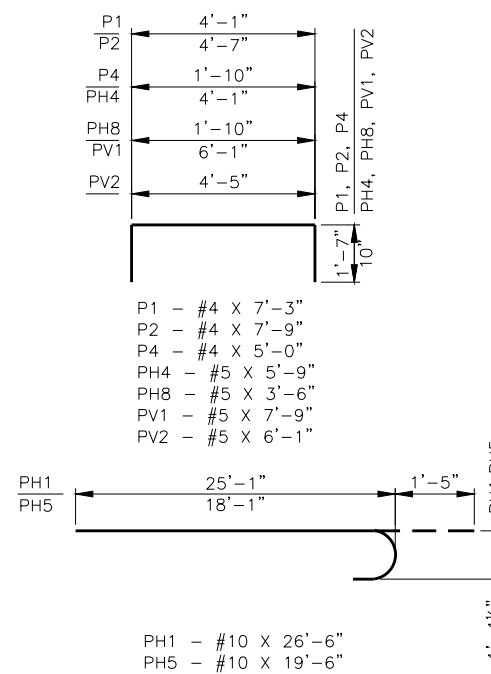 P1 4'-1"
P2 4'-7"
P4 1'-10"
PH4 4'-1"
PH8 1'-10"
PV1 6'-1"
PV2 4'-5"
P1, P2, P4
PH4, PH8, PV1, PV2
1'-7"
10"
P1 - #4 X 7'-3"
P2 - #4 X 7'-9"
P4 - #4 X 5'-0"
PH4 - #5 X 5'-9"
PH8 - #5 X 3'-6"
PV1 - #5 X 7'-9"
PV2 - #5 X 6'-1"
PH1 25'-1" 1'-5"
PH5 18'-1"
PH1 - #10 X 26'-6"
PH5 - #10 X 19'-6"